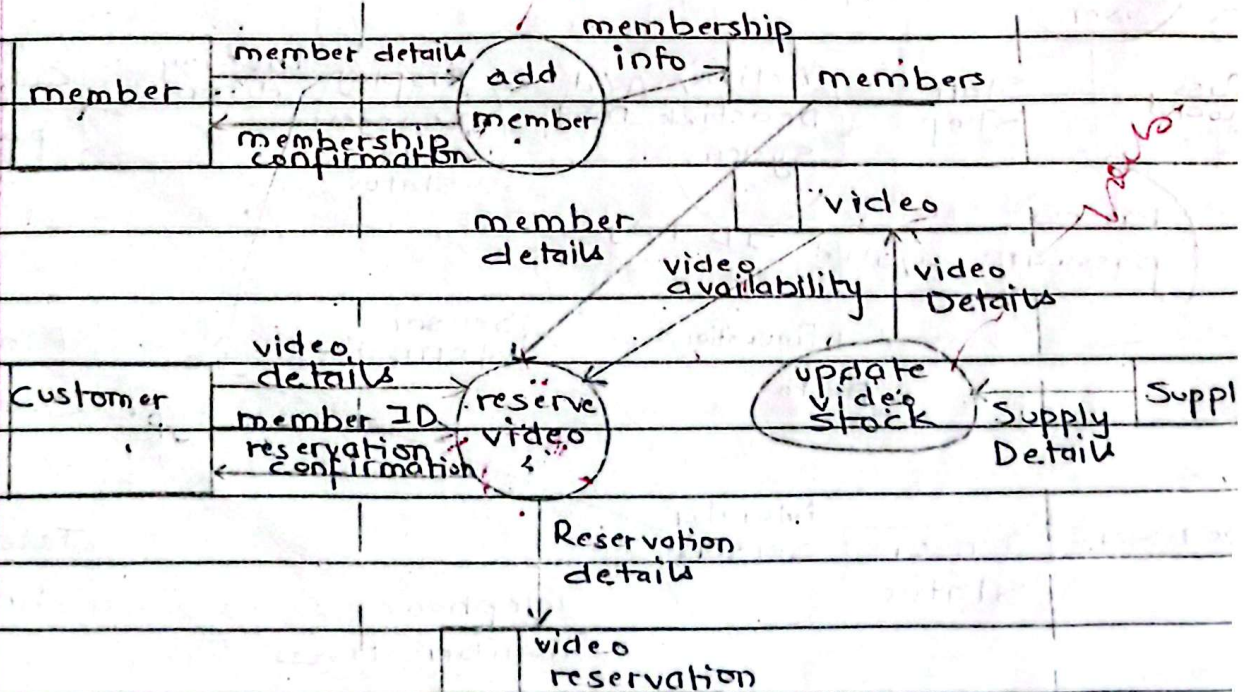 membership
info
member details
add
member
members
member
membership
confirmation
video
member
details
video
availability
video
Details
video
details
Customer
member ID
reservation
confirmation
reserve
video
update
video
stock
Supply
Details
Suppl
Reservation
details
video
reservation